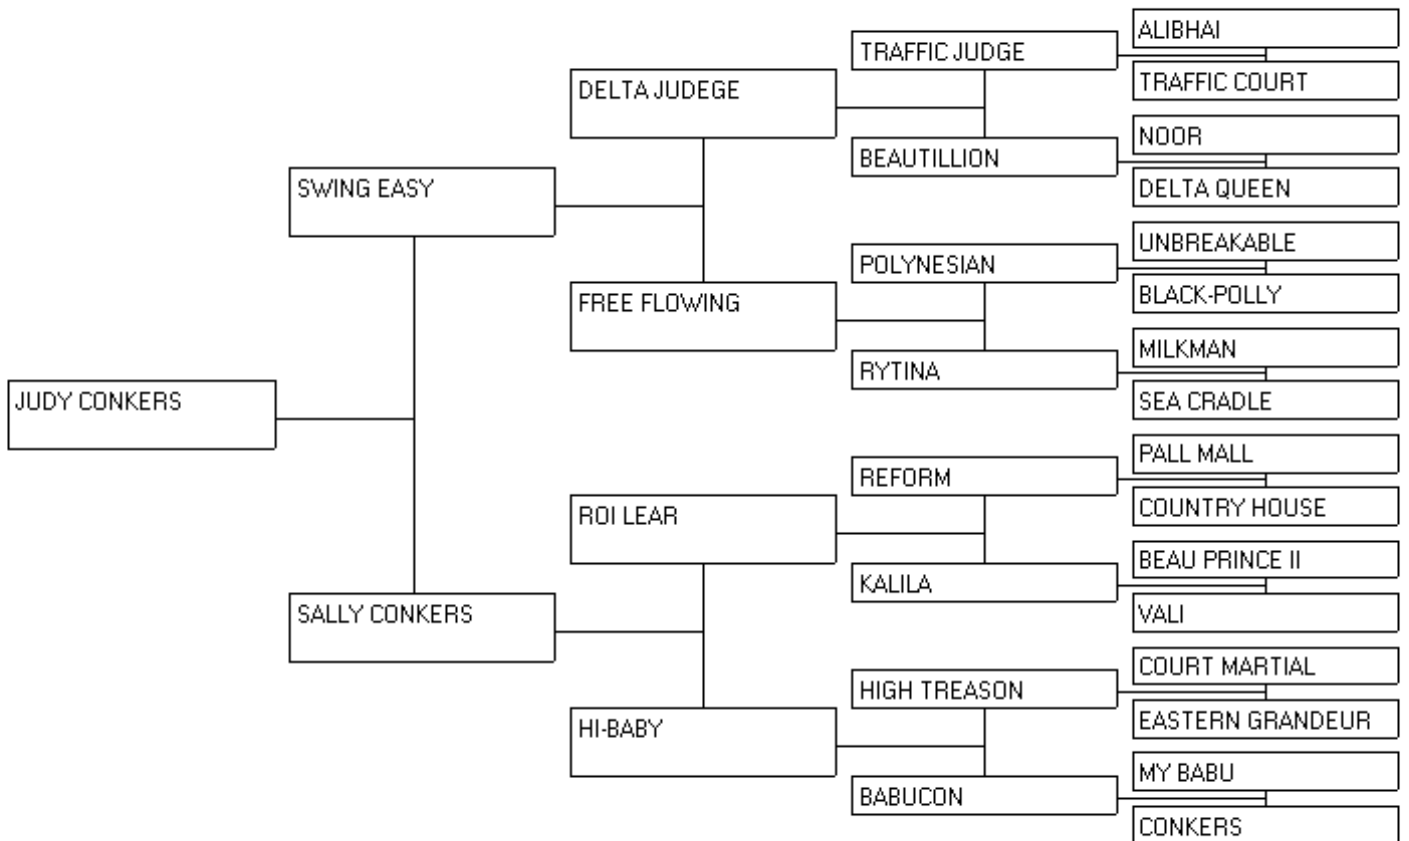 ALIBHAI
TRAFFIC JUDGE
TRAFFIC COURT
DELTA JUDEGE
NOOR
BEAUTILLION
DELTA QUEEN
SWING EASY
UNBREAKABLE
POLYNESIAN
BLACK-POLLY
FREE FLOWING
MILKMAN
RYTINA
SEA CRADLE
JUDY CONKERS
PALL MALL
REFORM
COUNTRY HOUSE
ROI LEAR
BEAU PRINCE II
KALILA
VALI
SALLY CONKERS
COURT MARTIAL
HIGH TREASON
EASTERN GRANDEUR
HI-BABY
MY BABU
BABUCON
CONKERS